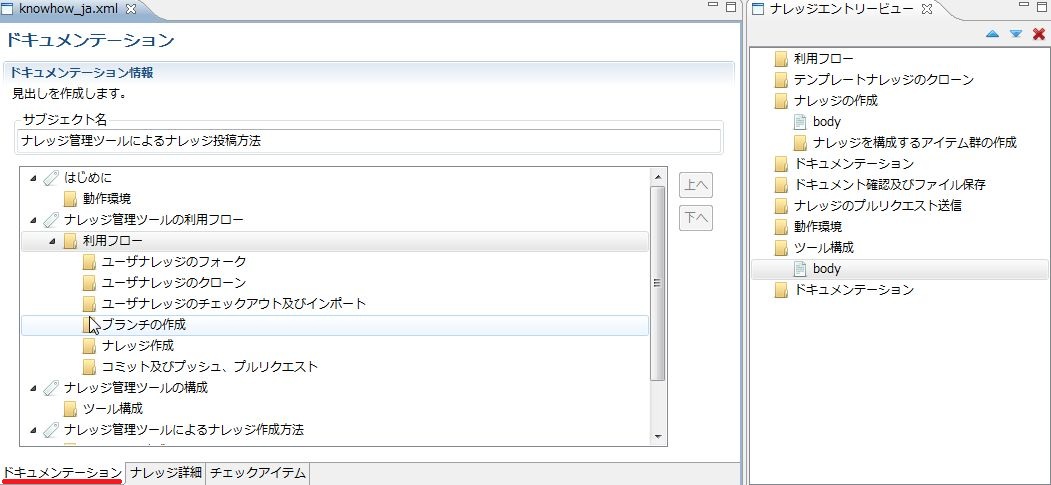 knowhow_ja.xml
ドキュメンテーション
ドキュメンテーション情報
見出しを作成します。
サブジェクト名
ナレッジ管理ツールによるナレッジ投稿方法
はじめに
動作環境
ナレッジ管理ツールの利用フロー
利用フロー
ユーザナレッジのフォーク
ユーザナレッジのクローン
ユーザナレッジのチェックアウト及びインポート
ブランチの作成
ナレッジ作成
コミット及びプッシュ、プルリクエスト
ナレッジ管理ツールの構成
ツール構成
ナレッジ管理ツールによるナレッジ作成方法
上へ
下へ
ドキュメンテーション
ナレッジ詳細
チェックアイテム
ナレッジエントリービュー
利用フロー
テンプレートナレッジのクローン
ナレッジの作成
body
ナレッジを構成するアイテム群の作成
ドキュメンテーション
ドキュメント確認及びファイル保存
ナレッジのプルリクエスト送信
動作環境
ツール構成
body
ドキュメンテーション